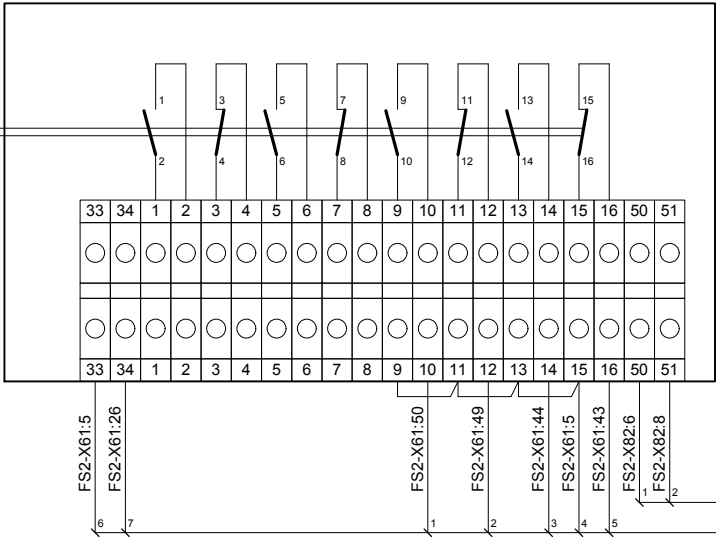 1 3 5 7 9 11 13 15
2 4 6 8 10 12 14 16
33 34 1 2 3 4 5 6 7 8 9 10 11 12 13 14 15 16 50 51
33 34 1 2 3 4 5 6 7 8 9 10 11 12 13 14 15 16 50 51
FS2-X61:5
FS2-X61:26
FS2-X61:50
FS2-X61:49
FS2-X61:44
FS2-X61:5
FS2-X61:43
FS2-X82:6
FS2-X82:8
1 2
6 7 1 2 3 4 5